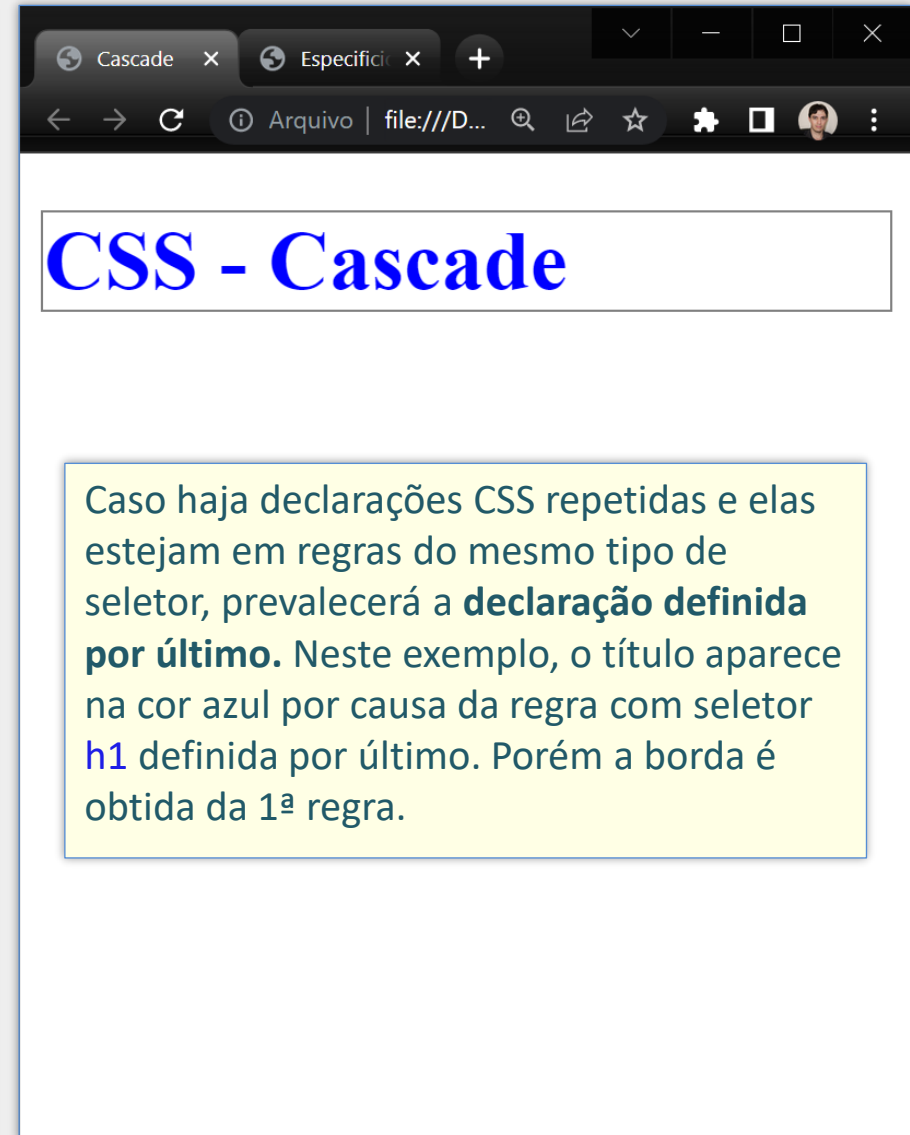 Cascade
Especifici
Arquivo
file:///D...
CSS - Cascade
Caso haja declarações CSS repetidas e elas
estejam em regras do mesmo tipo de
seletor, prevalecerá a declaração definida
por último. Neste exemplo, o título aparece
na cor azul por causa da regra com seletor
h1 definida por último. Porém a borda é
obtida da 1ª regra.